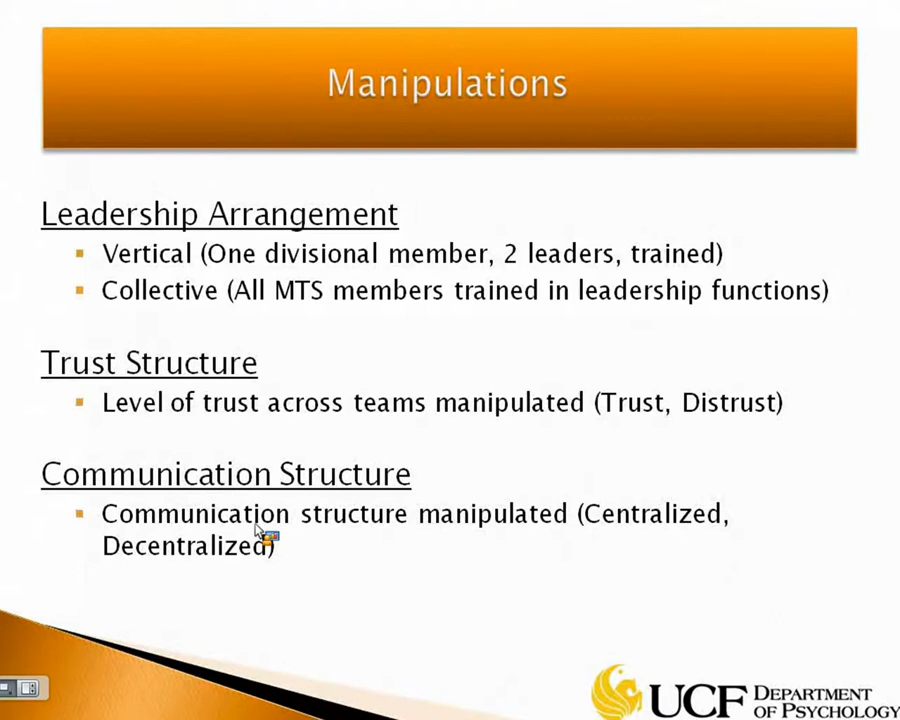 Manipulations
Leadership Arrangement
Vertical (One divisional member, 2 leaders, trained)
Collective (All MTS members trained in leadership functions)
Trust Structure
Level of trust across teams manipulated (Trust, Distrust)
Communication Structure
Communication structure manipulated (Centralized,
Decentralized)
UCF DEPARTMENT
OF PSYCHOLOGY